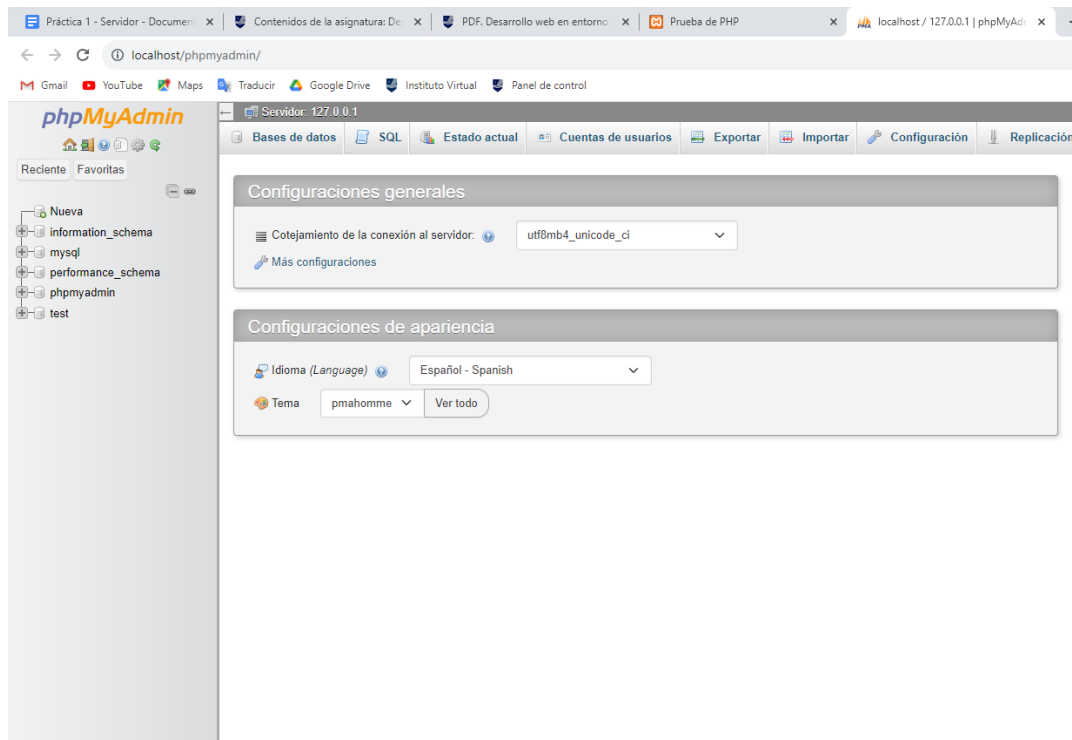 Práctica 1 - Servidor - Document
Contenidos de la asignatura: De
PDF. Desarrollo web en entorno
Prueba de PHP
localhost / 127.0.0.1 | phpMyAd
localhost/phpmyadmin/
Gmail YouTube Maps Traducir Google Drive Instituto Virtual Panel de control
phpMyAdmin
Reciente Favoritas
Nueva
information_schema
mysql
performance_schema
phpmyadmin
test
Servidor: 127.0.0.1
Bases de datos SQL Estado actual Cuentas de usuarios Exportar Importar Configuración Replicación
Configuraciones generales
Cotejamiento de la conexión al servidor: utf8mb4_unicode_ci
Más configuraciones
Configuraciones de apariencia
Idioma (Language) Español - Spanish
Tema pmahomme Ver todo